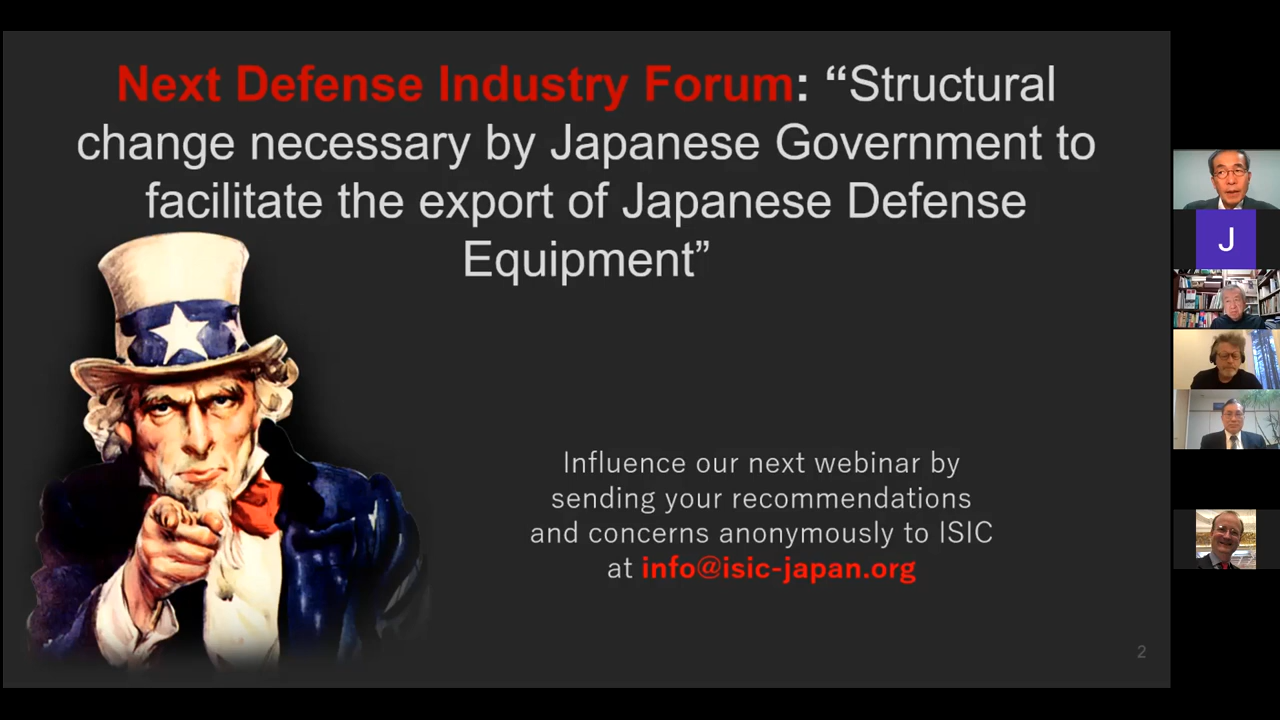 Next Defense Industry Forum: “Structural
change necessary by Japanese Government to
facilitate the export of Japanese Defense
Equipment”
Influence our next webinar by
sending your recommendations
and concerns anonymously to ISIC
at info@isic-japan.org
2
J